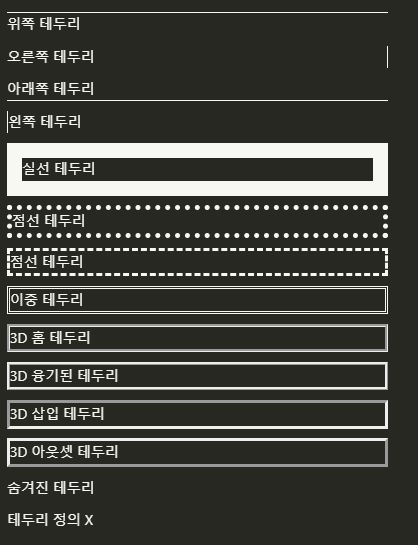 위쪽 테두리
오른쪽 테두리
아래쪽 테두리
왼쪽 테두리
실선 테두리
점선 테두리
점선 테두리
이중 테두리
3D 홈 테두리
3D 융기된 테두리
3D 삽입 테두리
3D 아웃셋 테두리
숨겨진 테두리
테두리 정의 X